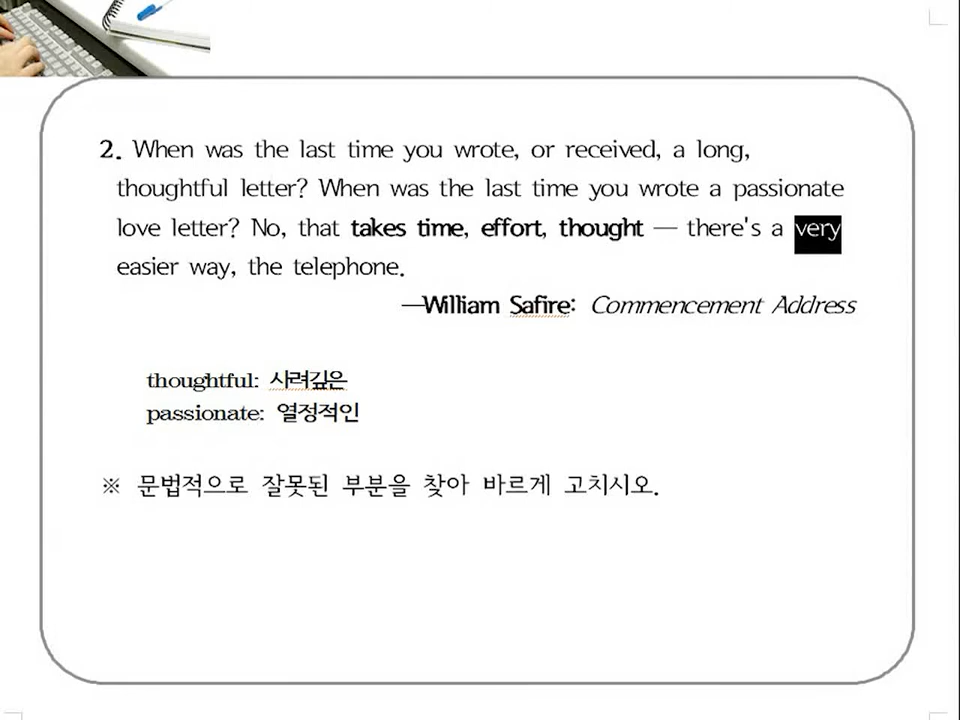 2. When was the last time you wrote, or received, a long,
thoughtful letter? When was the last time you wrote a passionate
love letter? No, that takes time, effort, thought — there's a very
easier way, the telephone.
—William Safire: Commencement Address
thoughtful: 사려깊은
passionate: 열정적인
※ 문법적으로 잘못된 부분을 찾아 바르게 고치시오.